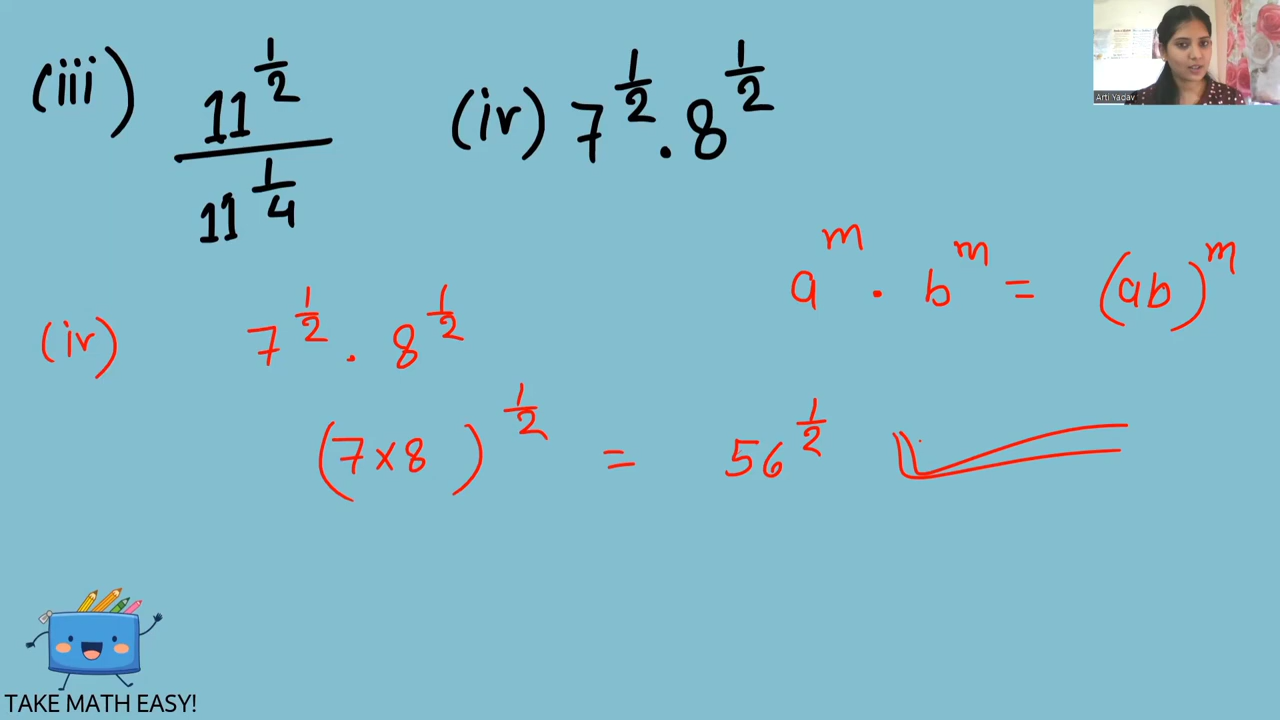 (iii) 11^(1/2) / 11^(1/4) (iv) 7^(1/2) . 8^(1/2)
Arti Yadav
a^m . b^m = (ab)^m
(iv) 7^(1/2) . 8^(1/2)
(7×8)^(1/2) = 56^(1/2)
TAKE MATH EASY!